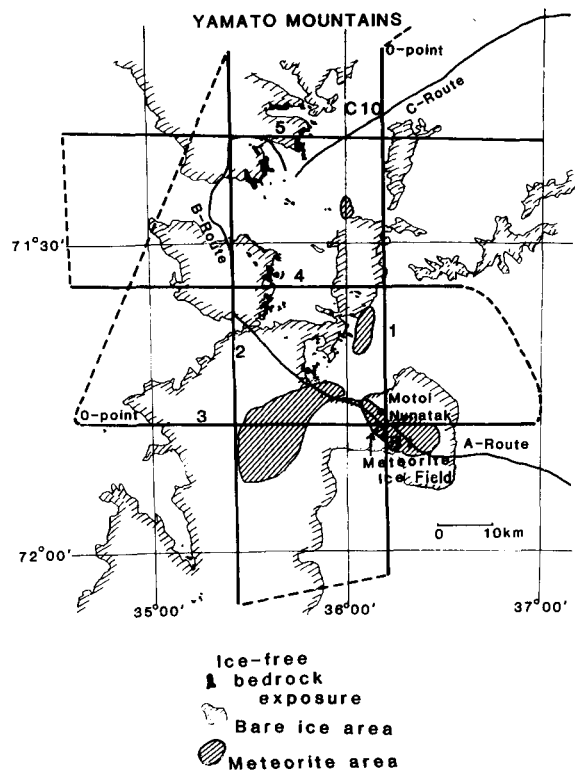 YAMATO MOUNTAINS
0-point
C10
C-Route
5
B-Route
71°30'
4
1
2
Motoi
Nunatak
0-point
3
A-Route
Meteorite
Ice Field
0 10km
72°00'
35°00' 36°00' 37°00'
Ice-free
bedrock
exposure
Bare ice area
Meteorite area